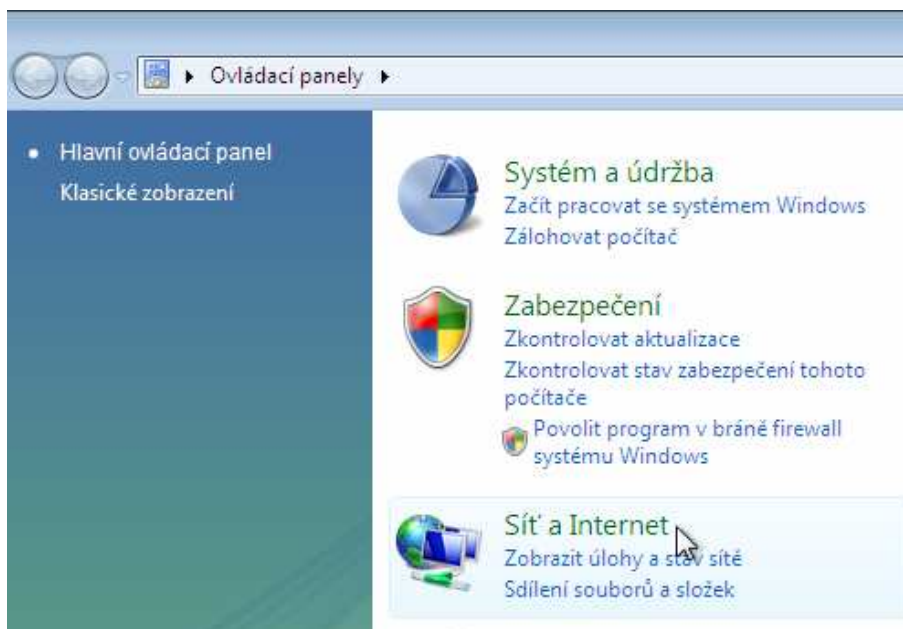 Ovládací panely
Hlavní ovládací panel
Klasické zobrazení
Systém a údržba
Začít pracovat se systémem Windows
Zálohovat počítač
Zabezpečení
Zkontrolovat aktualizace
Zkontrolovat stav zabezpečení tohoto
počítače
Povolit program v bráně firewall
systému Windows
Síť a Internet
Zobrazit úlohy a stav sítě
Sdílení souborů a složek